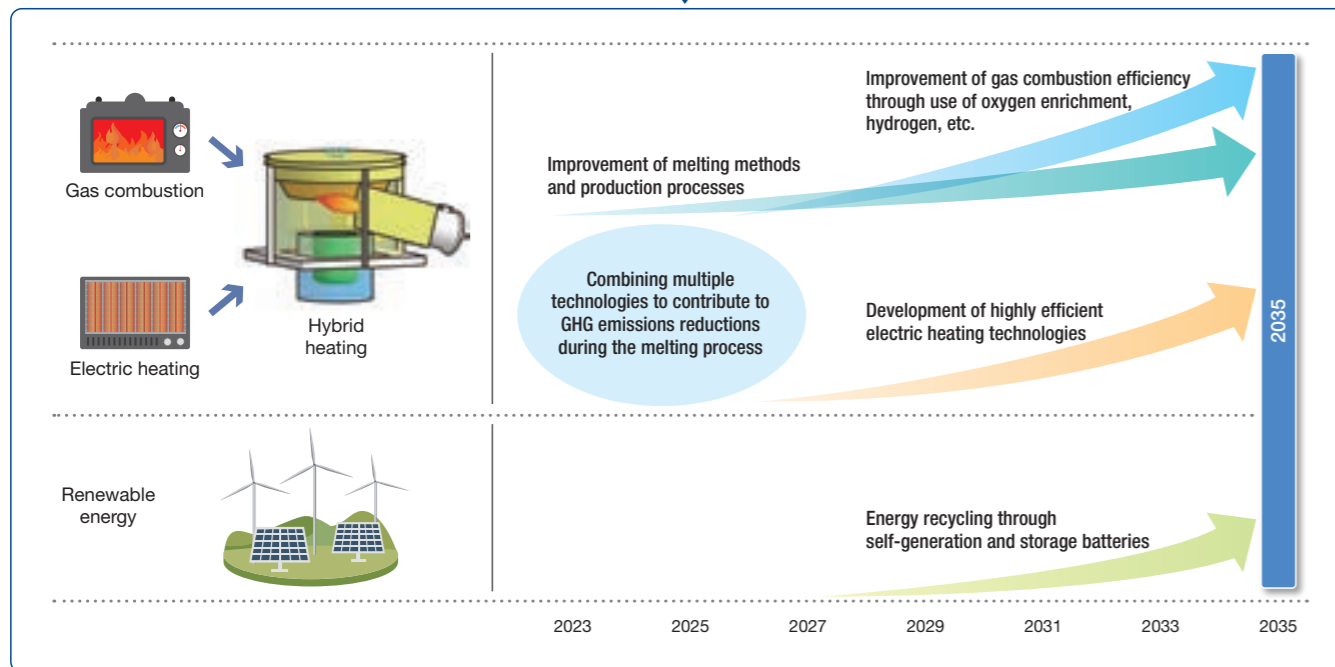 Gas combustion
Electric heating
Hybrid
heating
Improvement of melting methods
and production processes
Improvement of gas combustion efficiency
through use of oxygen enrichment,
hydrogen, etc.
Combining multiple
technologies to contribute to
GHG emissions reductions
during the melting process
Development of highly efficient
electric heating technologies
2035
Renewable
energy
Energy recycling through
self-generation and storage batteries
2023 2025 2027 2029 2031 2033 2035